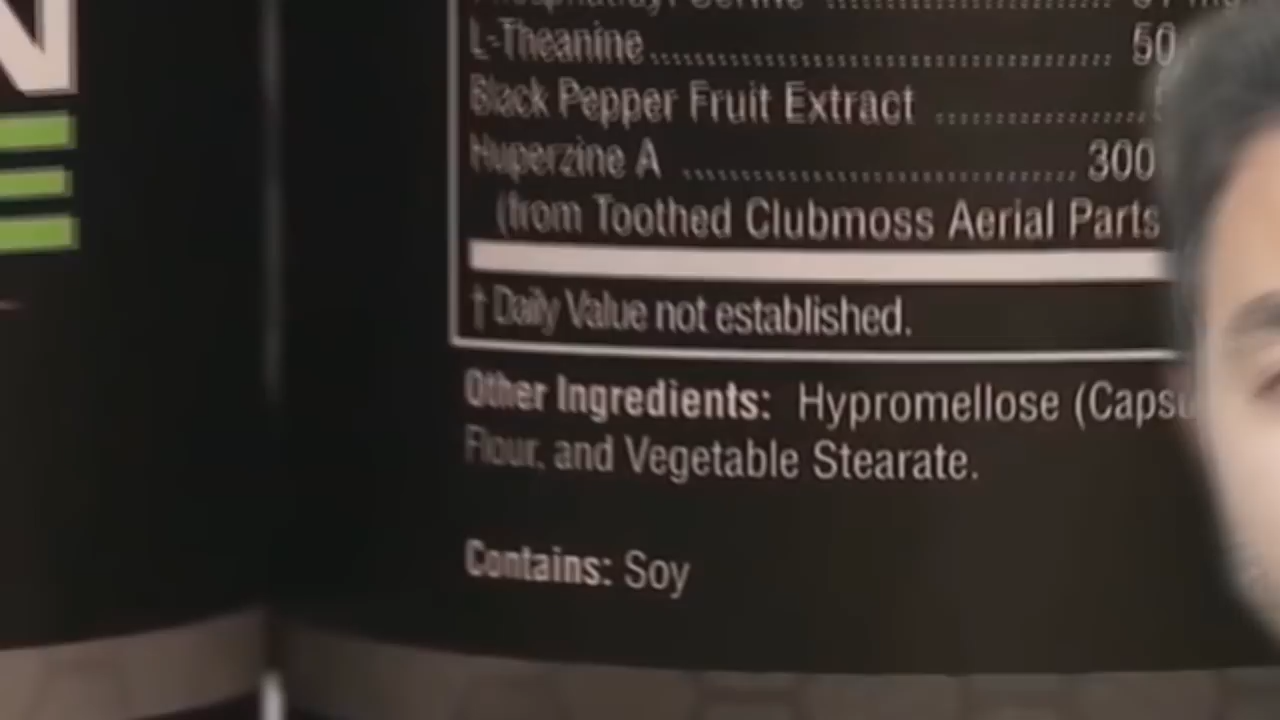 N
L-Theanine 50
Black Pepper Fruit Extract
Huperzine A 300
(from Toothed Clubmoss Aerial Parts
† Daily Value not established.
Other Ingredients: Hypromellose (Capsu
Flour, and Vegetable Stearate.
Contains: Soy